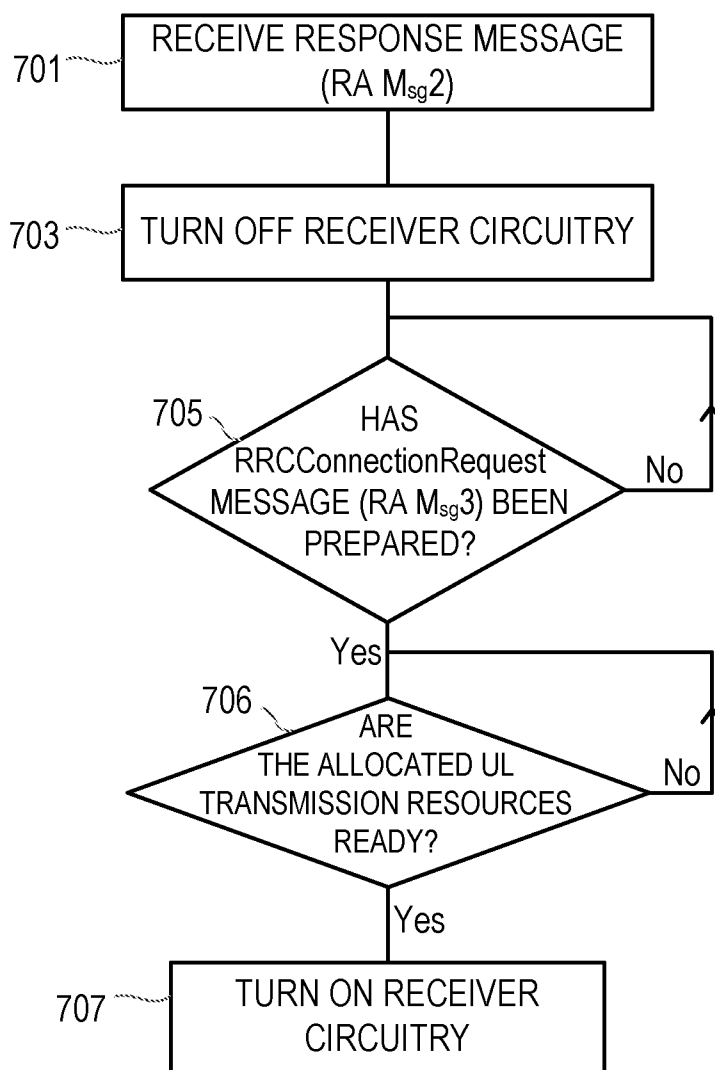 701
RECEIVE RESPONSE MESSAGE
(RA Msg2)
703
TURN OFF RECEIVER CIRCUITRY
705
HAS
RRCConnectionRequest
MESSAGE (RA Msg3) BEEN
PREPARED?
No
Yes
706
ARE
THE ALLOCATED UL
TRANSMISSION RESOURCES
READY?
No
Yes
707
TURN ON RECEIVER
CIRCUITRY